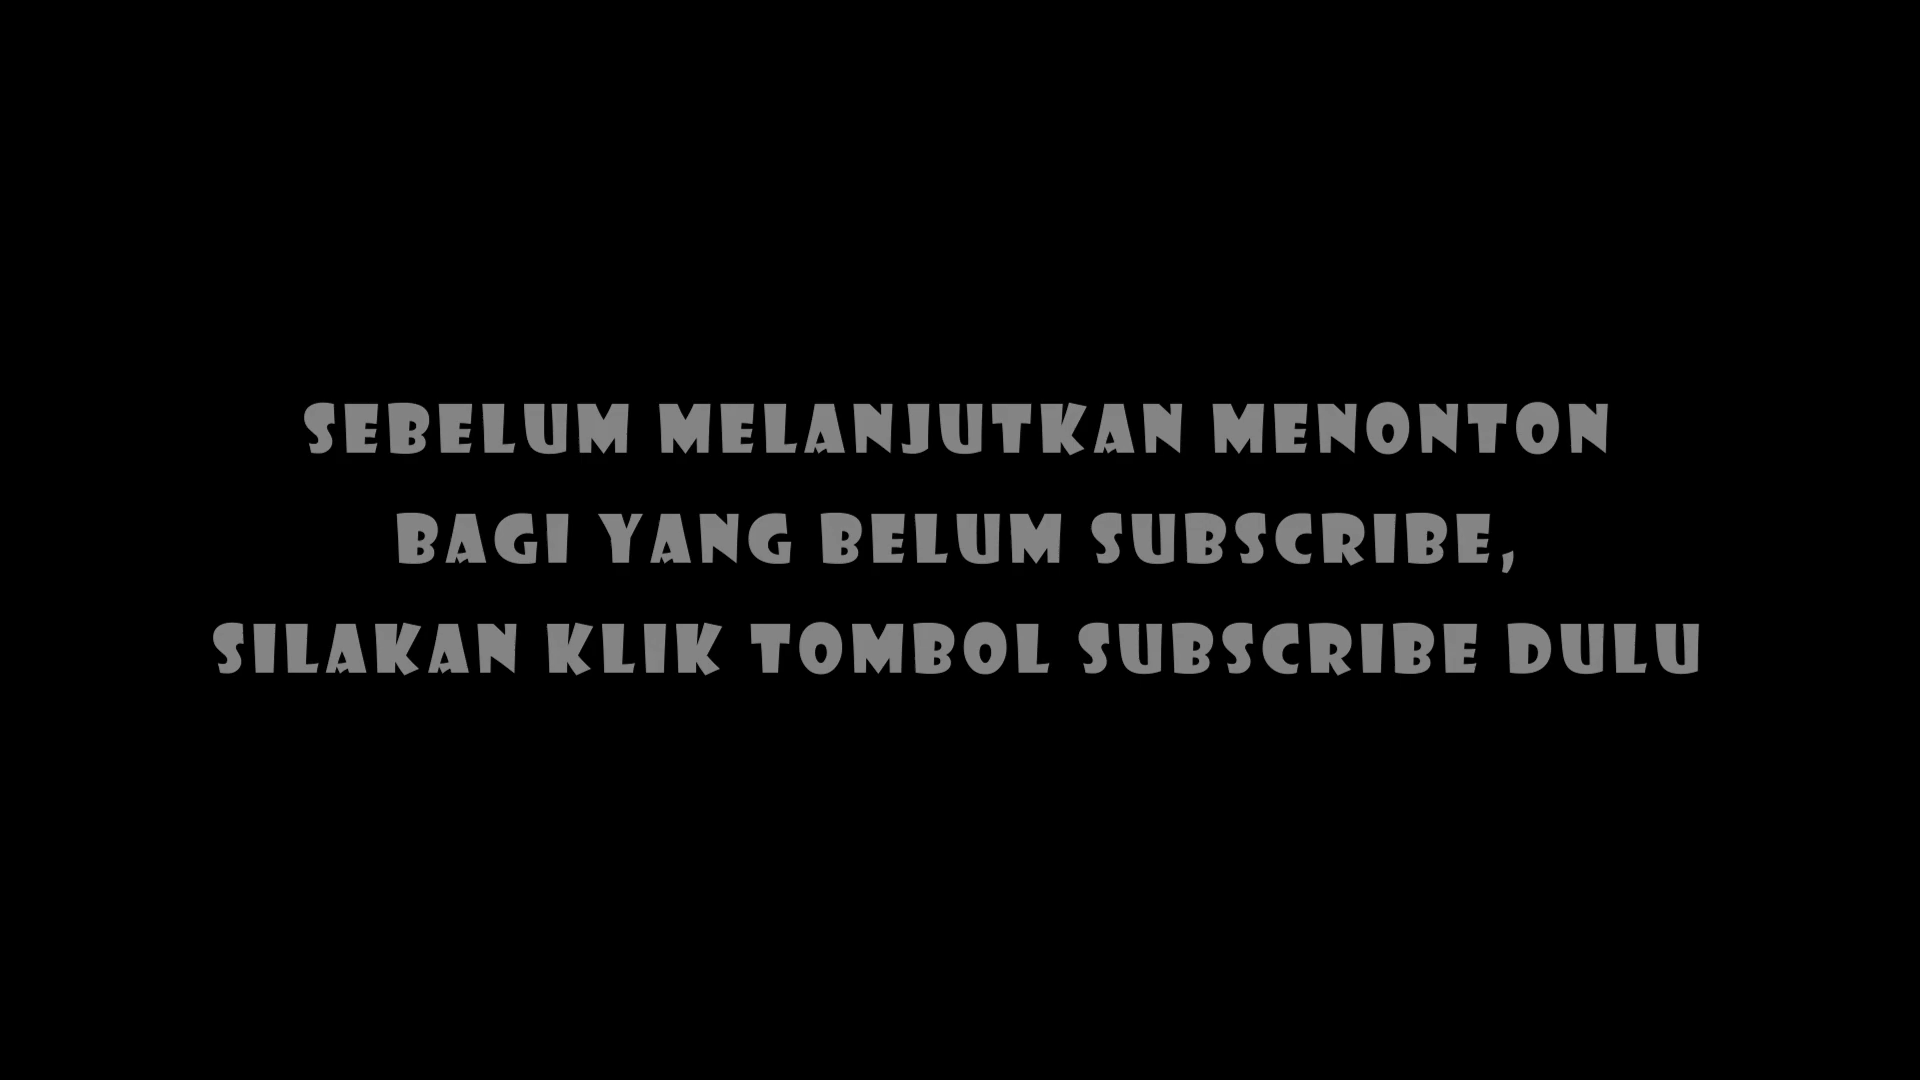 SEBELUM MELANJUTKAN MENONTON
BAGI YANG BELUM SUBSCRIBE,
SILAKAN KLIK TOMBOL SUBSCRIBE DULU